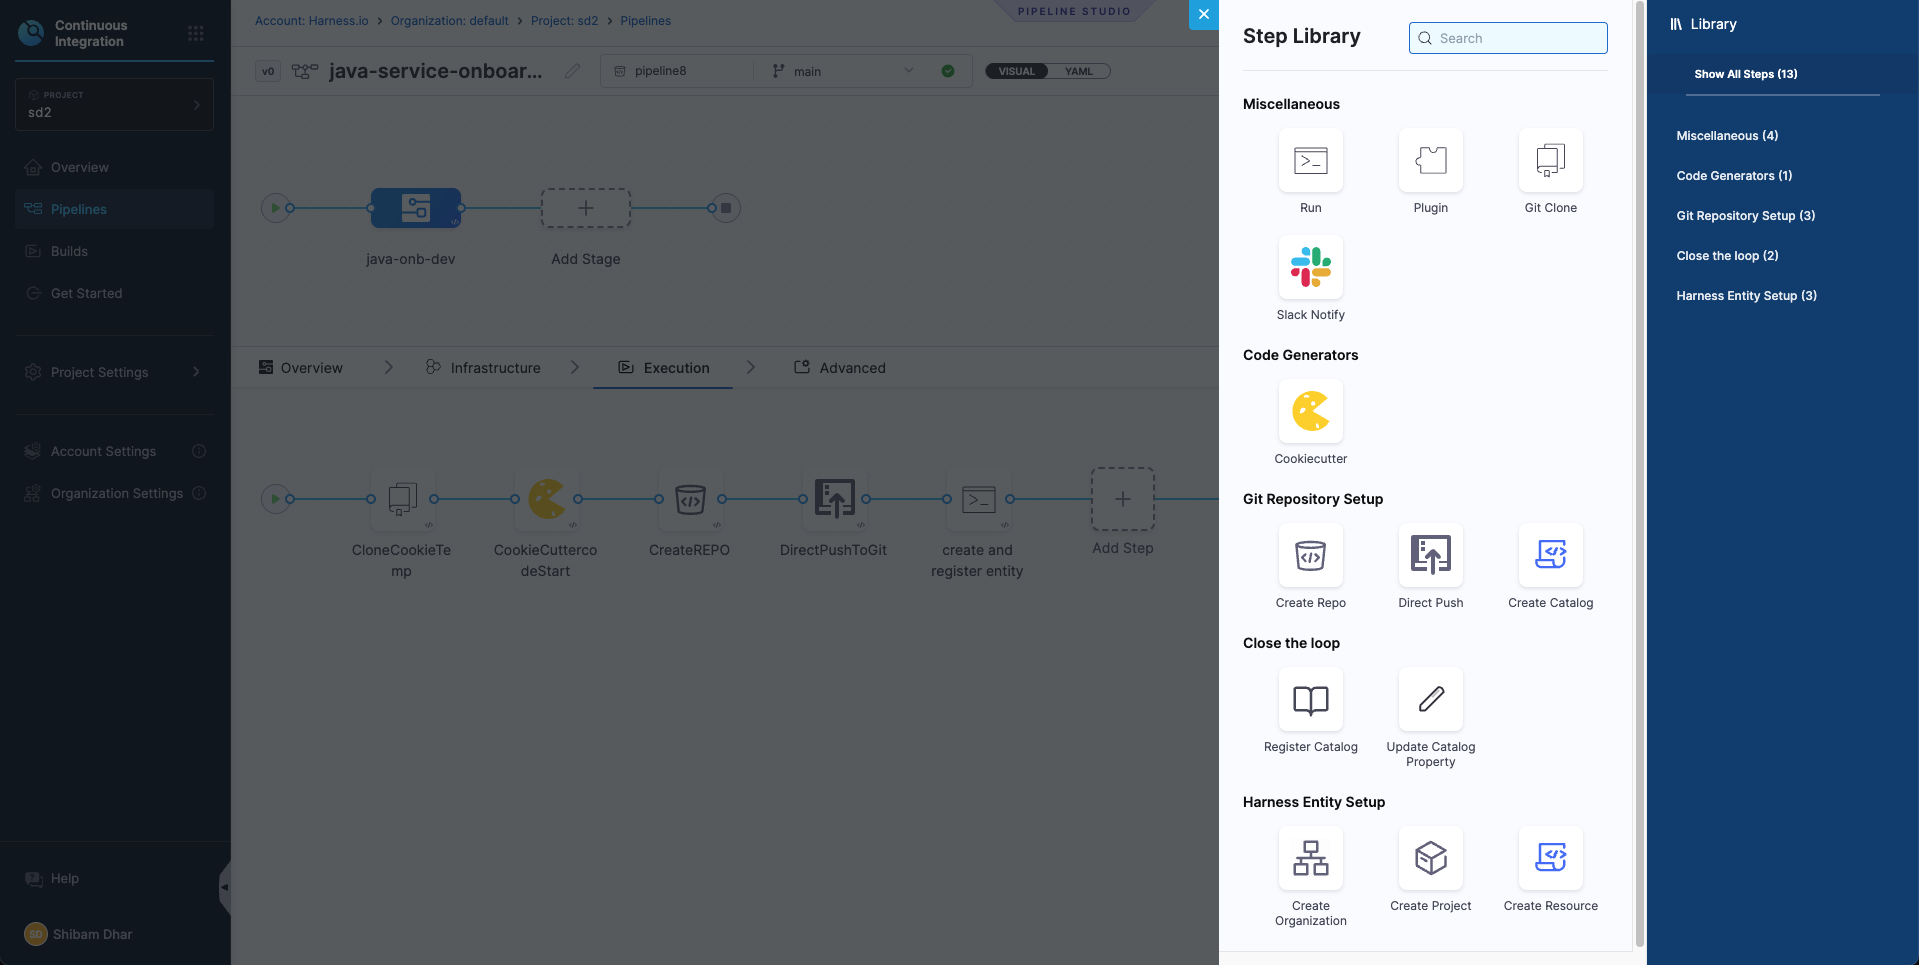 Continuous
Integration
PROJECT
sd2
Overview
Pipelines
Builds
Get Started
Project Settings
Account Settings
Organization Settings
Help
SD
Shibam Dhar
Account: Harness.io
Organization: default
Project: sd2
Pipelines
PIPELINE STUDIO
v0
java-service-onboar...
pipeline8
main
VISUAL
YAML
java-onb-dev
Add Stage
Overview
Infrastructure
Execution
Advanced
CloneCookieTe
mp
CookieCutterco
deStart
CreateREPO
DirectPushToGit
create and
register entity
Add Step
Step Library
Search
Miscellaneous
Run
Plugin
Git Clone
Slack Notify
Code Generators
Cookiecutter
Git Repository Setup
Create Repo
Direct Push
Create Catalog
Close the loop
Register Catalog
Update Catalog
Property
Harness Entity Setup
Create
Organization
Create Project
Create Resource
Library
Show All Steps (13)
Miscellaneous (4)
Code Generators (1)
Git Repository Setup (3)
Close the loop (2)
Harness Entity Setup (3)